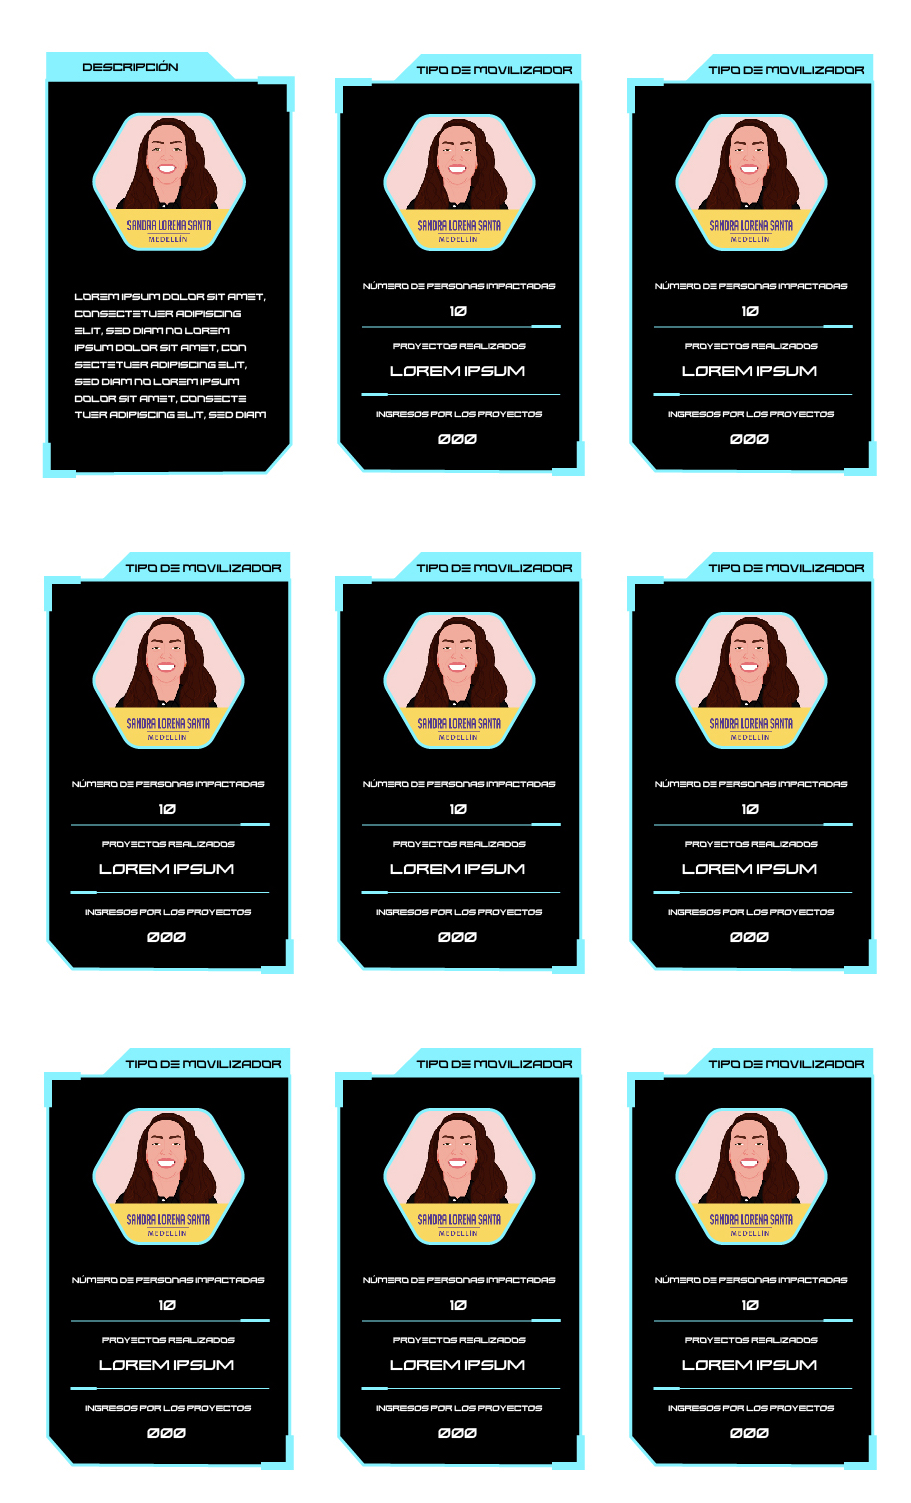 DESCRIPCIÓN
SANDRA LORENA SANTA
MEDELLÍN
LOREM IPSUM DOLOR SIT AMET,
CONSECTETUER ADIPISCING
ELIT, SED DIAM NO LOREM
IPSUM DOLOR SIT AMET, CON
SECTETUER ADIPISCING ELIT,
SED DIAM NO LOREM IPSUM
DOLOR SIT AMET, CONSECTE
TUER ADIPISCING ELIT, SED DIAM
TIPO DE MOVILIZADOR
SANDRA LORENA SANTA
MEDELLÍN
NÚMERO DE PERSONAS IMPACTADAS
10
PROYECTOS REALIZADOS
LOREM IPSUM
INGRESOS POR LOS PROYECTOS
000
TIPO DE MOVILIZADOR
SANDRA LORENA SANTA
MEDELLÍN
NÚMERO DE PERSONAS IMPACTADAS
10
PROYECTOS REALIZADOS
LOREM IPSUM
INGRESOS POR LOS PROYECTOS
000
TIPO DE MOVILIZADOR
SANDRA LORENA SANTA
MEDELLÍN
NÚMERO DE PERSONAS IMPACTADAS
10
PROYECTOS REALIZADOS
LOREM IPSUM
INGRESOS POR LOS PROYECTOS
000
TIPO DE MOVILIZADOR
SANDRA LORENA SANTA
MEDELLÍN
NÚMERO DE PERSONAS IMPACTADAS
10
PROYECTOS REALIZADOS
LOREM IPSUM
INGRESOS POR LOS PROYECTOS
000
TIPO DE MOVILIZADOR
SANDRA LORENA SANTA
MEDELLÍN
NÚMERO DE PERSONAS IMPACTADAS
10
PROYECTOS REALIZADOS
LOREM IPSUM
INGRESOS POR LOS PROYECTOS
000
TIPO DE MOVILIZADOR
SANDRA LORENA SANTA
MEDELLÍN
NÚMERO DE PERSONAS IMPACTADAS
10
PROYECTOS REALIZADOS
LOREM IPSUM
INGRESOS POR LOS PROYECTOS
000
TIPO DE MOVILIZADOR
SANDRA LORENA SANTA
MEDELLÍN
NÚMERO DE PERSONAS IMPACTADAS
10
PROYECTOS REALIZADOS
LOREM IPSUM
INGRESOS POR LOS PROYECTOS
000
TIPO DE MOVILIZADOR
SANDRA LORENA SANTA
MEDELLÍN
NÚMERO DE PERSONAS IMPACTADAS
10
PROYECTOS REALIZADOS
LOREM IPSUM
INGRESOS POR LOS PROYECTOS
000